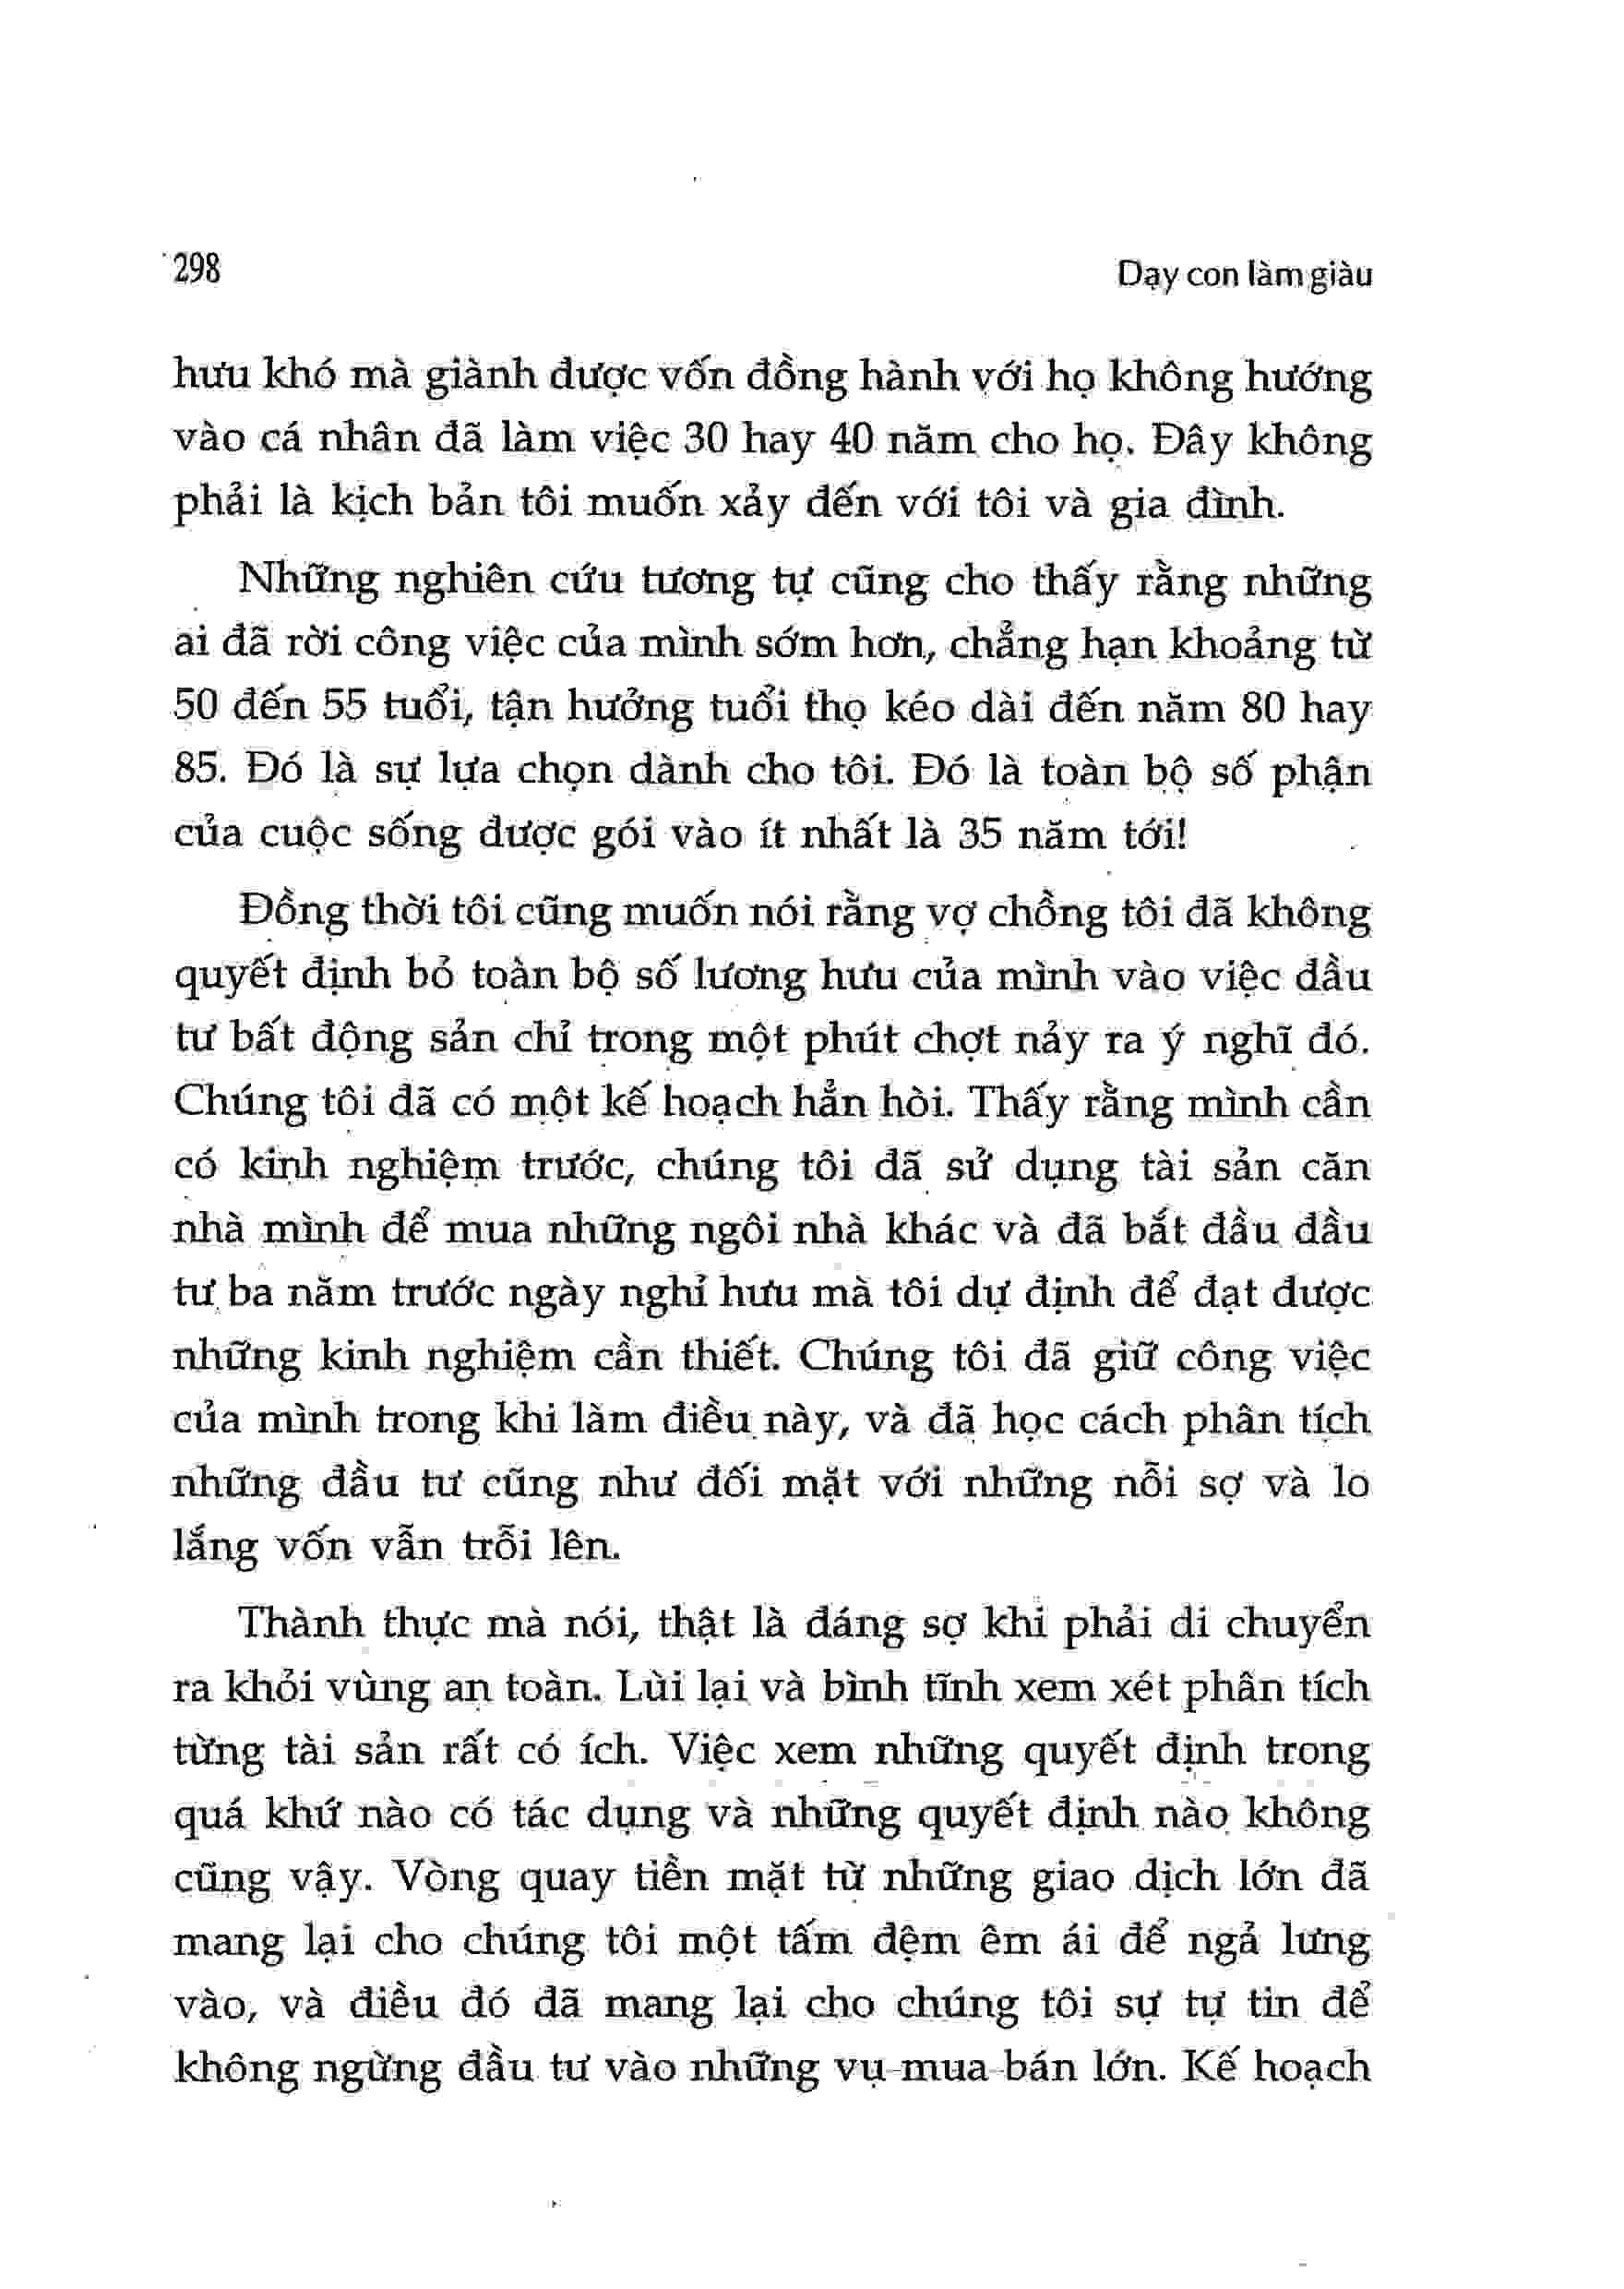 298
Dạy con làm giàu
hưu khó mà giành được vốn đồng hành với họ không hướng
vào cá nhân đã làm việc 30 hay 40 năm cho họ. Đây không
phải là kịch bản tôi muốn xảy đến với tôi và gia đình.
Những nghiên cứu tương tự cũng cho thấy rằng những
ai đã rời công việc của mình sớm hơn, chẳng hạn khoảng từ
50 đến 55 tuổi, tận hưởng tuổi thọ kéo dài đến năm 80 hay
85. Đó là sự lựa chọn dành cho tôi. Đó là toàn bộ số phận
của cuộc sống được gói vào ít nhất là 35 năm tới!
Đồng thời tôi cũng muốn nói rằng vợ chồng tôi đã không
quyết định bỏ toàn bộ số lương hưu của mình vào việc đầu
tư bất động sản chỉ trong một phút chợt nảy ra ý nghĩ đó.
Chúng tôi đã có một kế hoạch hẳn hòi. Thấy rằng mình cần
có kinh nghiệm trước, chúng tôi đã sử dụng tài sản căn
nhà mình để mua những ngôi nhà khác và đã bắt đầu đầu
tư ba năm trước ngày nghỉ hưu mà tôi dự định để đạt được
những kinh nghiệm cần thiết. Chúng tôi đã giữ công việc
của mình trong khi làm điều này, và đã học cách phân tích
những đầu tư cũng như đối mặt với những nỗi sợ và lo
lắng vốn vẫn trỗi lên.
Thành thực mà nói, thật là đáng sợ khi phải di chuyển
ra khỏi vùng an toàn. Lùi lại và bình tĩnh xem xét phân tích
từng tài sản rất có ích. Việc xem những quyết định trong
quá khứ nào có tác dụng và những quyết định nào không
cũng vậy. Vòng quay tiền mặt từ những giao dịch lớn đã
mang lại cho chúng tôi một tấm đệm êm ái để ngả lưng
vào, và điều đó đã mang lại cho chúng tôi sự tự tin để
không ngừng đầu tư vào những vụ mua bán lớn. Kế hoạch